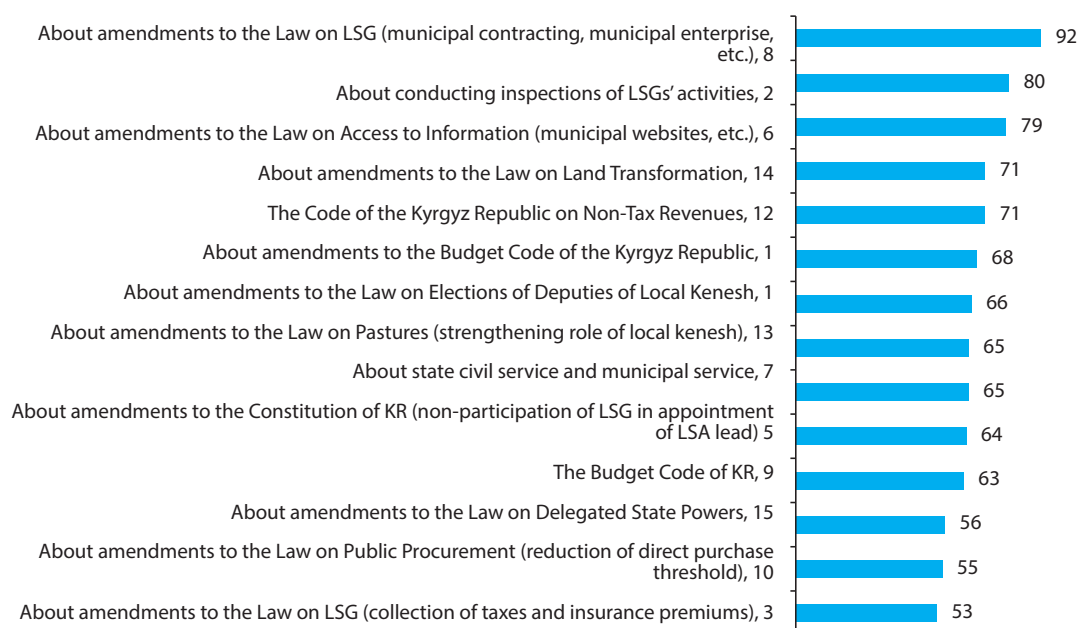 About amendments to the Law on LSG (municipal contracting, municipal enterprise,
etc.), 8
92
About conducting inspections of LSGs’ activities, 2
80
About amendments to the Law on Access to Information (municipal websites, etc.), 6
79
About amendments to the Law on Land Transformation, 14
71
The Code of the Kyrgyz Republic on Non-Tax Revenues, 12
71
About amendments to the Budget Code of the Kyrgyz Republic, 1
68
About amendments to the Law on Elections of Deputies of Local Kenesh, 1
66
About amendments to the Law on Pastures (strengthening role of local kenesh), 13
65
About state civil service and municipal service, 7
65
About amendments to the Constitution of KR (non-participation of LSG in appointment
of LSA lead) 5
64
The Budget Code of KR, 9
63
About amendments to the Law on Delegated State Powers, 15
56
About amendments to the Law on Public Procurement (reduction of direct purchase
threshold), 10
55
About amendments to the Law on LSG (collection of taxes and insurance premiums), 3
53